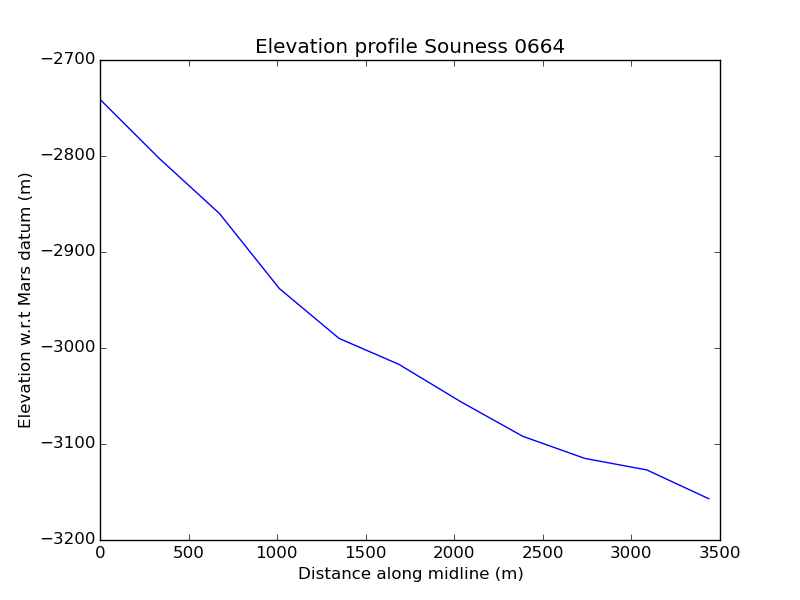 Elevation profile Souness 0664
−2700
−2800
−2900
−3000
−3100
−3200
Elevation w.r.t Mars datum (m)
0 500 1000 1500 2000 2500 3000 3500
Distance along midline (m)